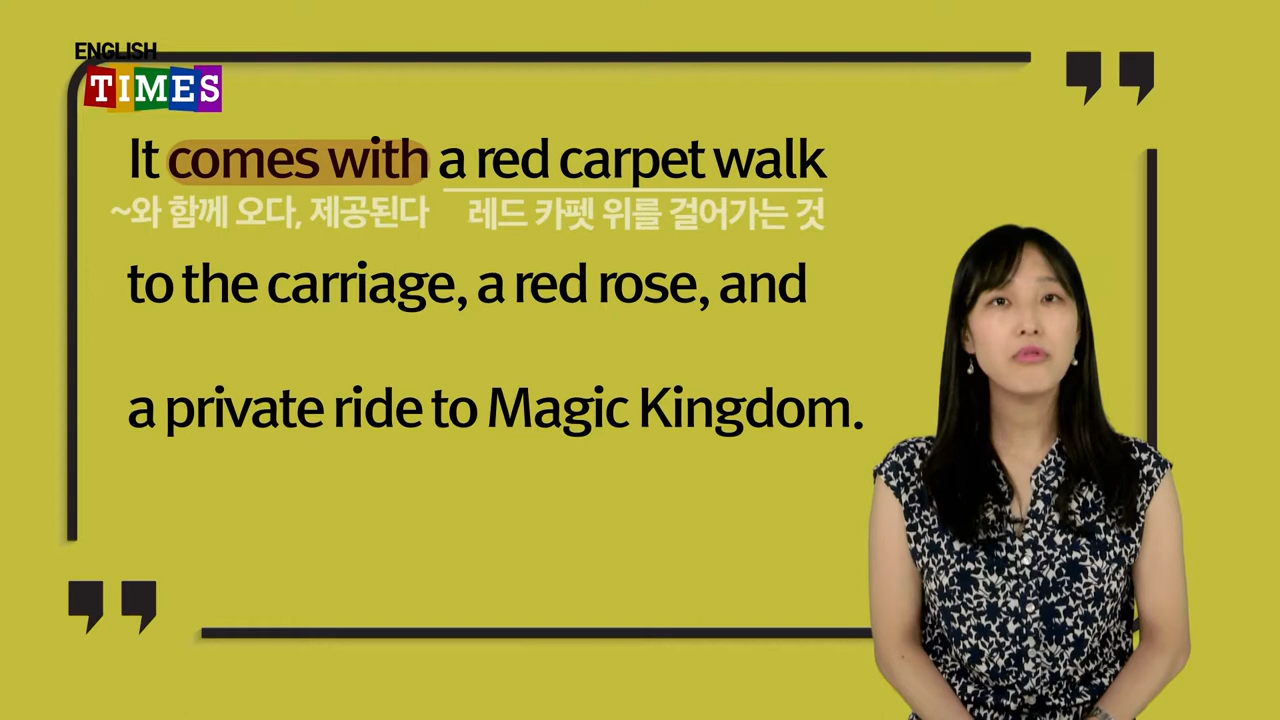 ENGLISH
TIMES
It comes with a red carpet walk
~와 함께 오다, 제공된다 레드 카펫 위를 걸어가는 것
to the carriage, a red rose, and
a private ride to Magic Kingdom.